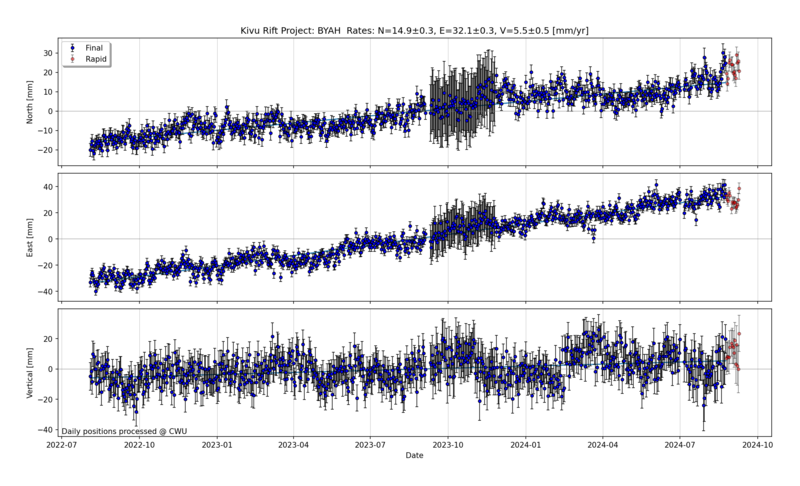 Kivu Rift Project: BYAH  Rates: N=14.9±0.3, E=32.1±0.3, V=5.5±0.5 [mm/yr]
Final
Rapid
North [mm]
30
20
10
0
−10
−20
East [mm]
40
20
0
−20
−40
Vertical [mm]
20
0
−20
−40
Daily positions processed @ CWU
2022-07 2022-10 2023-01 2023-04 2023-07 2023-10 2024-01 2024-04 2024-07 2024-10
Date